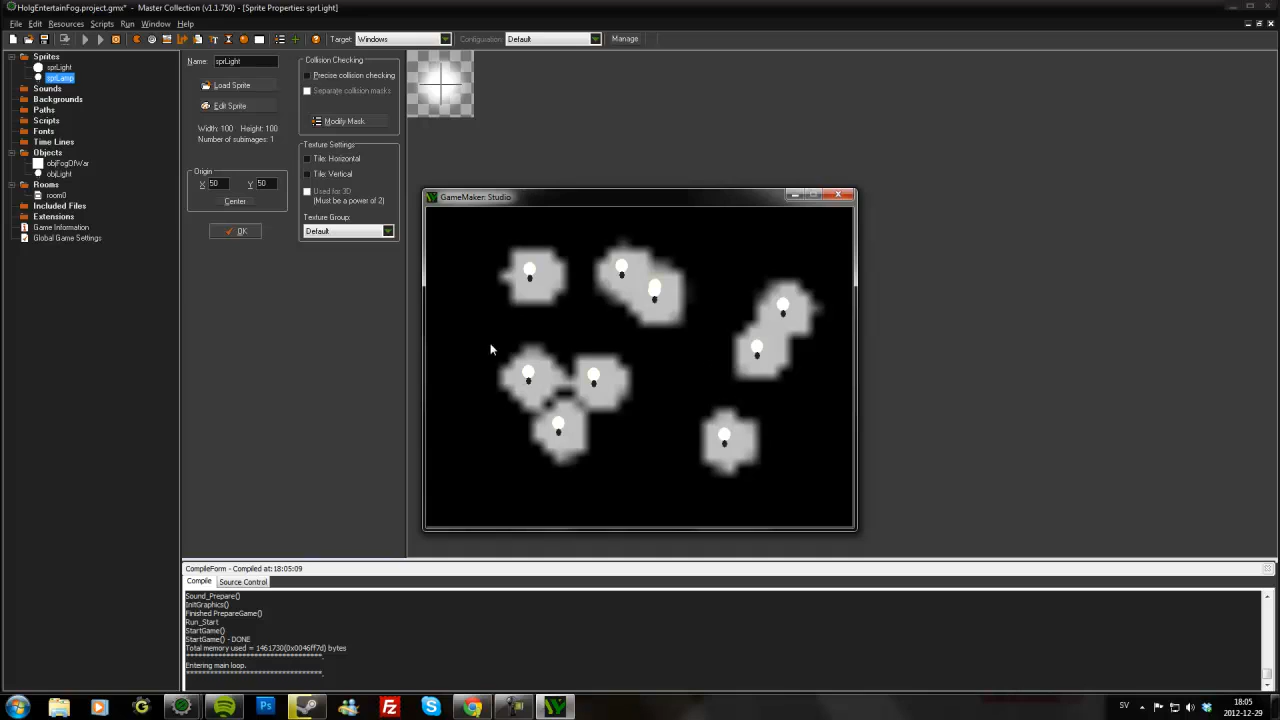 HolgEntertainFog.project.gmx* - Master Collection (v1.1.750) - [Sprite Properties: sprLight]
File Edit Resources Scripts Run Window Help
Target: Windows Configuration: Default Manage
Sprites
sprLight
sprLamp
Sounds
Backgrounds
Paths
Scripts
Fonts
Time Lines
Objects
objFogOfWar
objLight
Rooms
room0
Included Files
Extensions
Game Information
Global Game Settings
Name: sprLight
Load Sprite
Edit Sprite
Width: 100 Height: 100
Number of subimages: 1
Origin
X 50 Y 50
Center
OK
Collision Checking
Precise collision checking
Separate collision masks
Modify Mask
Texture Settings
Tile: Horizontal
Tile: Vertical
Used for 3D
(Must be a power of 2)
Texture Group:
Default
GameMaker: Studio
CompileForm - Compiled at: 18:05:09
Compile Source Control
Sound_Prepare()
InitGraphics()
Finished PrepareGame()
Run_Start
StartGame()
StartGame() - DONE
Total memory used = 1461730(0x0046ff7d) bytes
**********************************.
Entering main loop.
**********************************.
Ps
SV
18:05
2012-12-29